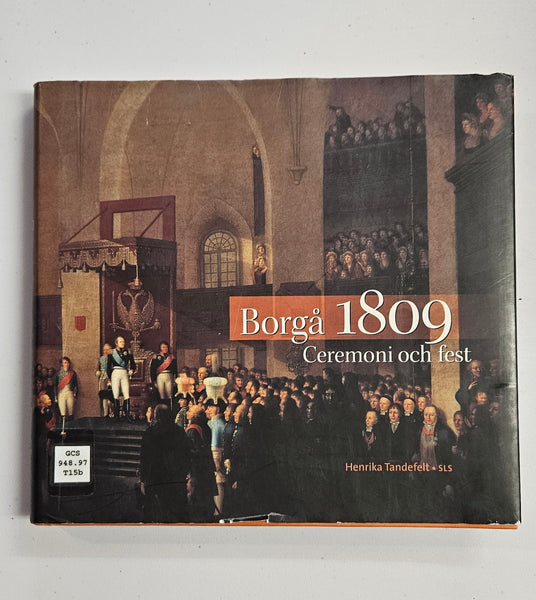 Borgå 1809
Ceremoni och fest
Henrika Tandefelt • SLS
GCS
948.97
T15b